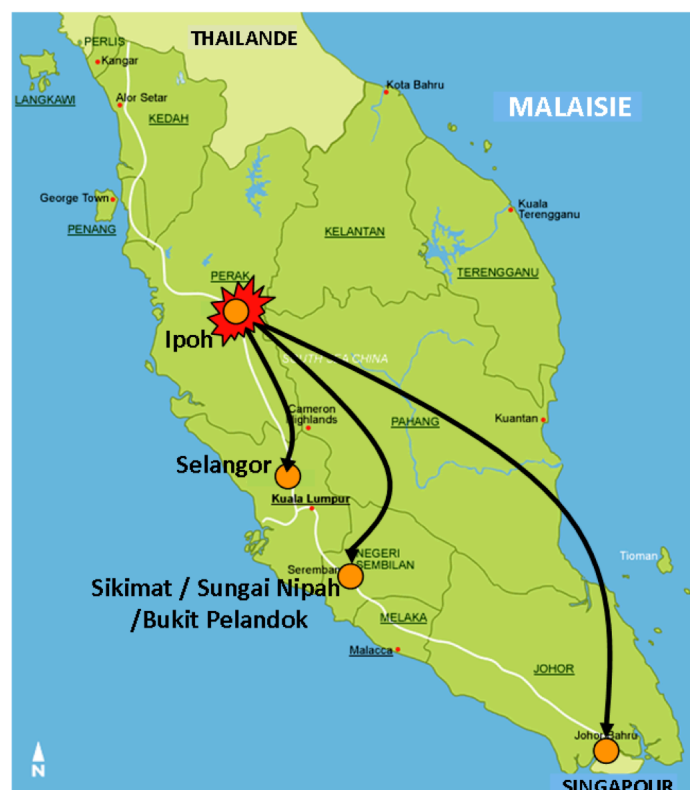 THAILANDE
PERLIS
Kangar
LANGKAWI
Alor Setar
KEDAH
Kota Bahru
MALAISIE
George Town
PENANG
Kuala
Terengganu
KELANTAN
TERENGGANU
PERAK
Ipoh
SOUTH SEA CHINA
Cameron
Highlands
PAHANG
Kuantan
Selangor
Kuala Lumpur
Tioman
NEGERI
SEMBILAN
Seremban
Sikimat / Sungai Nipah
/Bukit Pelandok
MELAKA
Malacca
JOHOR
Johor Bahru
N
SINGAPOUR